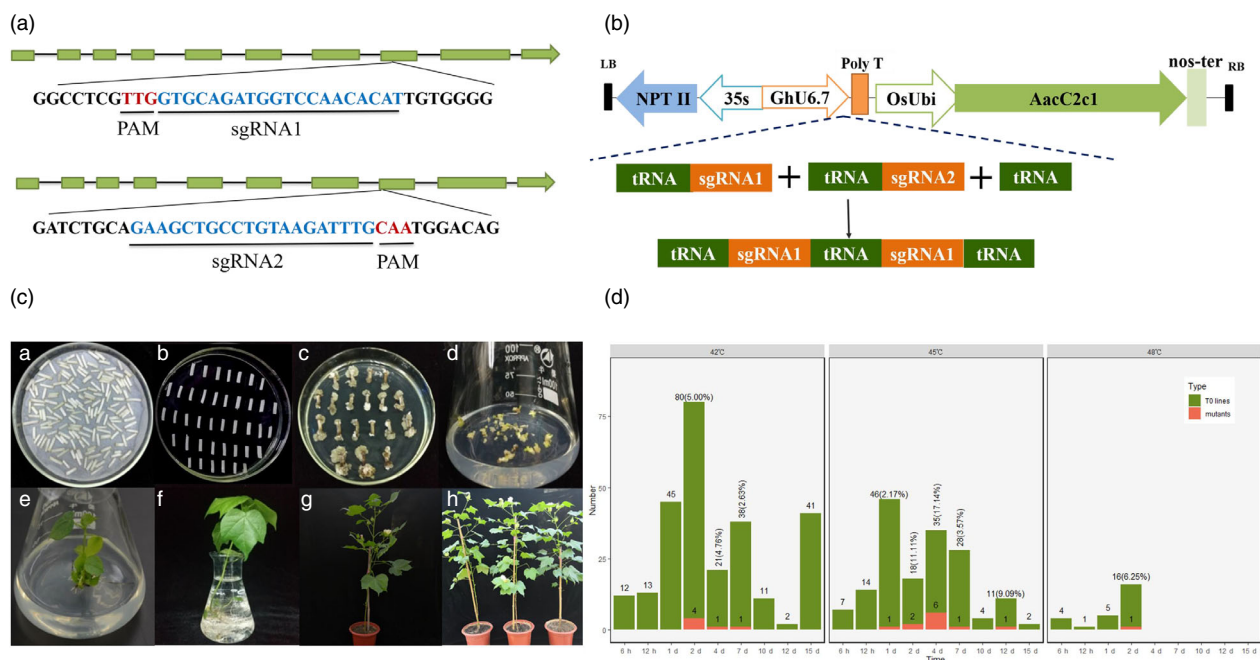 (a)
GGCCTCGTTGGTGCAGATGGTCCAACACATTGTGGGG
PAM sgRNA1
GATCTGCAGAAGCTGCCTGTAAGATTTGCAATGGACAG
sgRNA2 PAM
(b)
LB NPT II 35s GhU6.7 Poly T OsUbi AacC2c1 nos-ter RB
tRNA sgRNA1 + tRNA sgRNA2 + tRNA
tRNA sgRNA1 tRNA sgRNA1 tRNA
(c)
a b c d
e f g h
(d)
42℃ 45℃ 48℃
Number
75
50
25
0
12 13 45 80(5.00%) 21(4.76%) 38(2.63%) 11 2 41
4 1 1
7 14 46(2.17%) 18(11.11%) 35(17.14%) 28(3.57%) 4 11(9.09%) 2
1 2 6 1 1
4 1 5 16(6.25%)
1
Type
T0 lines
mutants
6 h 12 h 1 d 2 d 4 d 7 d 10 d 12 d 15 d 6 h 12 h 1 d 2 d 4 d 7 d 10 d 12 d 15 d 6 h 12 h 1 d 2 d 4 d 7 d 10 d 12 d 15 d
Time